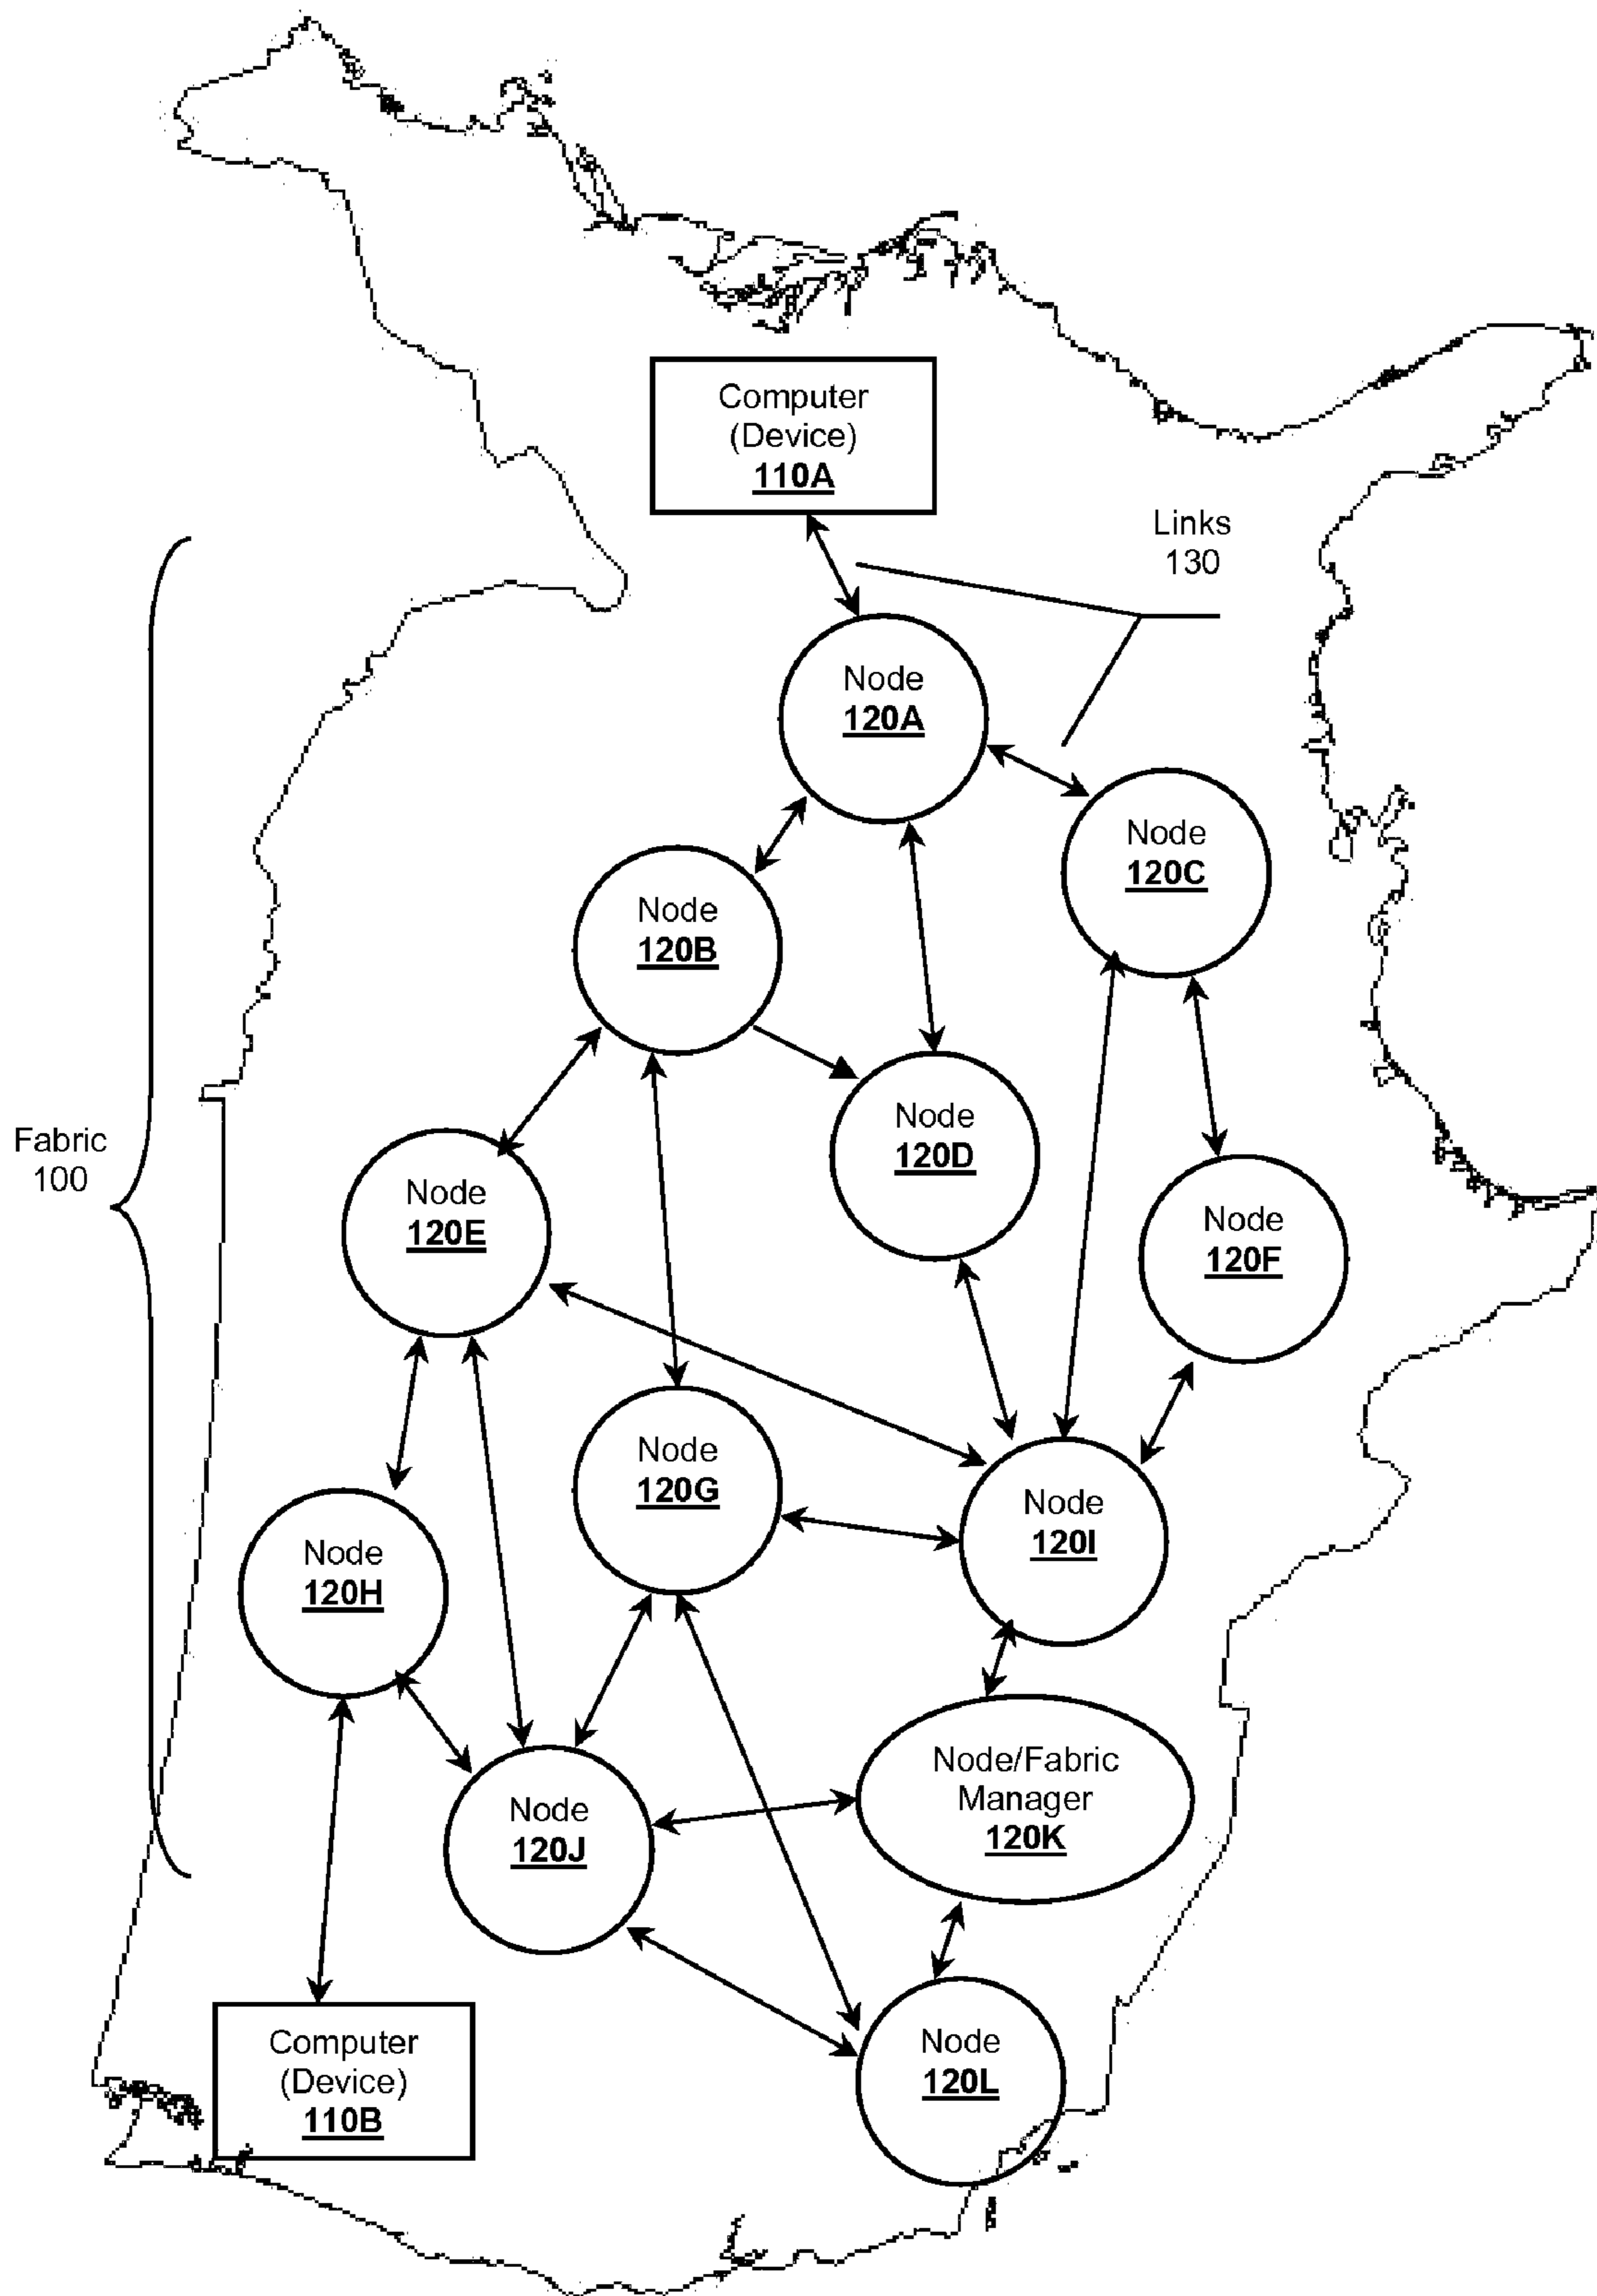 Computer
(Device)
110A
Links
130
Node
120A
Node
120C
Node
120B
Node
120D
Fabric
100
Node
120E
Node
120F
Node
120G
Node
120I
Node
120H
Node/Fabric
Manager
120K
Node
120J
Computer
(Device)
110B
Node
120L